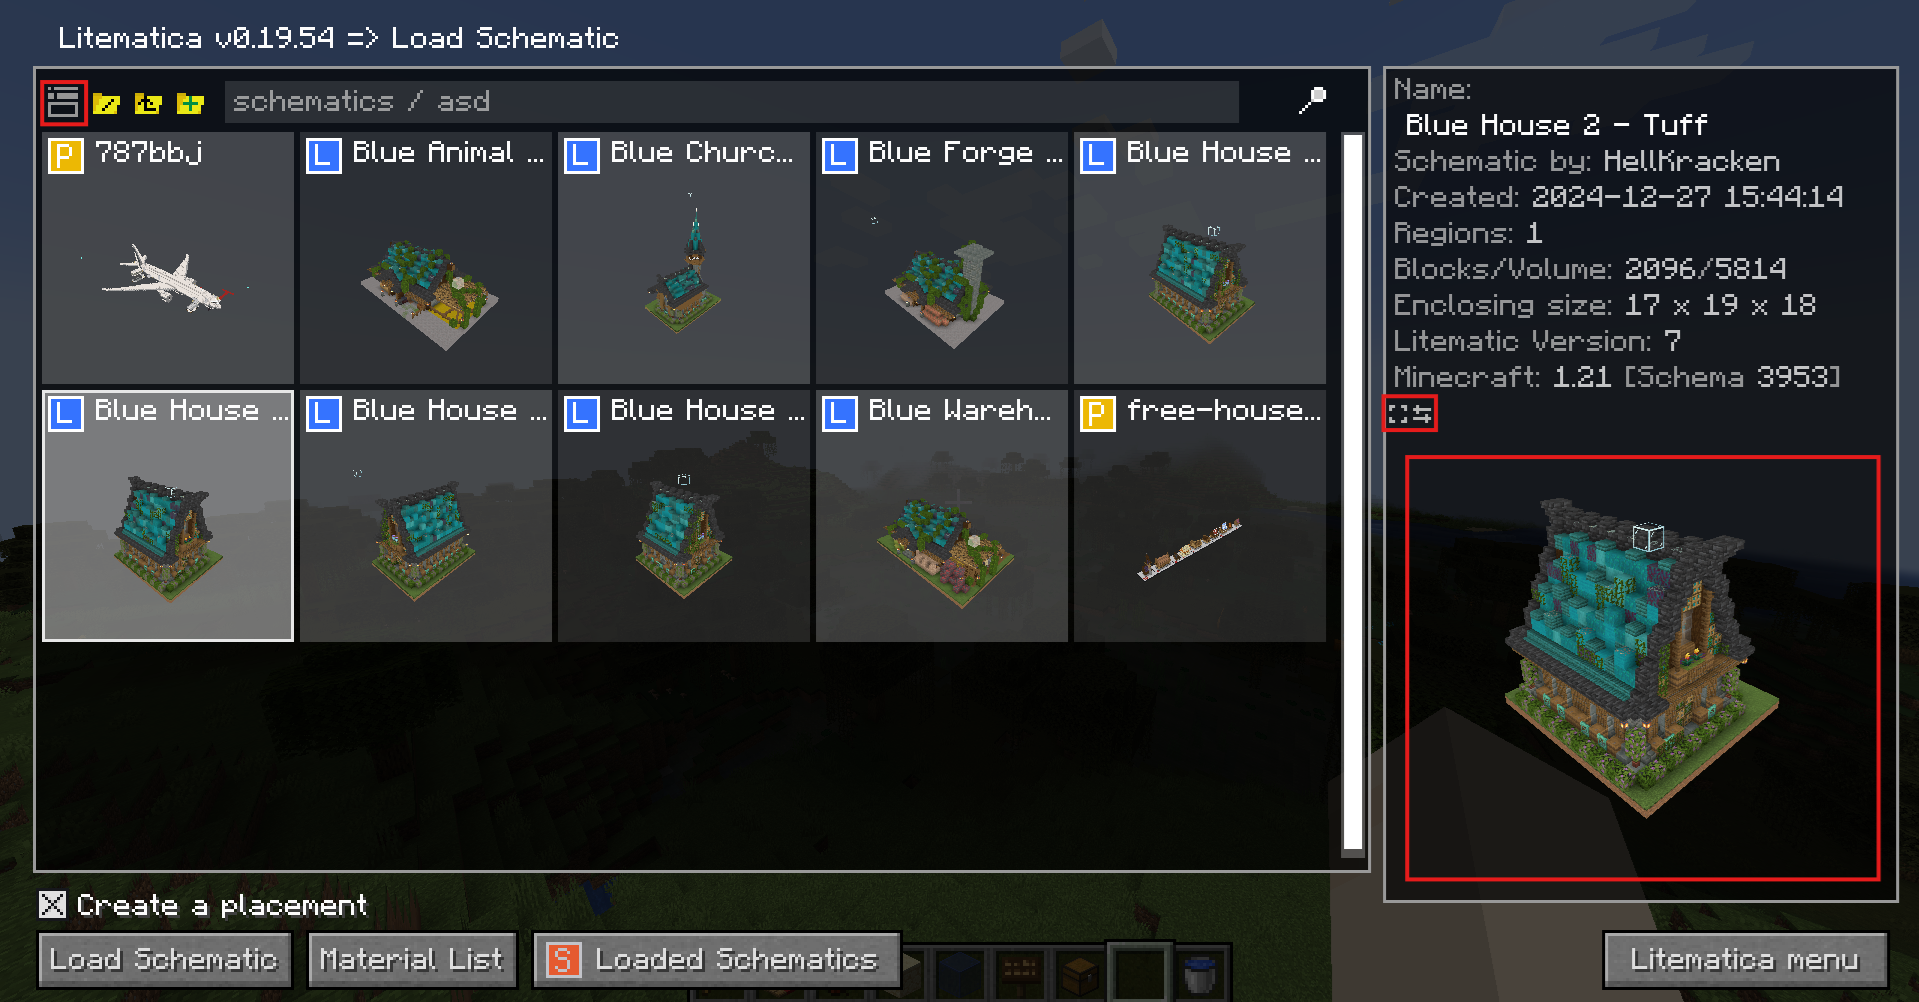 Litematica v0.19.54 => Load Schematic
schematics / asd
P 787bbj
L Blue Animal ...
L Blue Churc...
L Blue Forge ...
L Blue House ...
L Blue House ...
L Blue House ...
L Blue House ...
L Blue Wareh...
P free-house...
Name:
Blue House 2 - Tuff
Schematic by: HellKracken
Created: 2024-12-27 15:44:14
Regions: 1
Blocks/Volume: 2096/5814
Enclosing size: 17 x 19 x 18
Litematic Version: 7
Minecraft: 1.21 [Schema 3953]
Create a placement
Load Schematic
Material List
S Loaded Schematics
Litematica menu